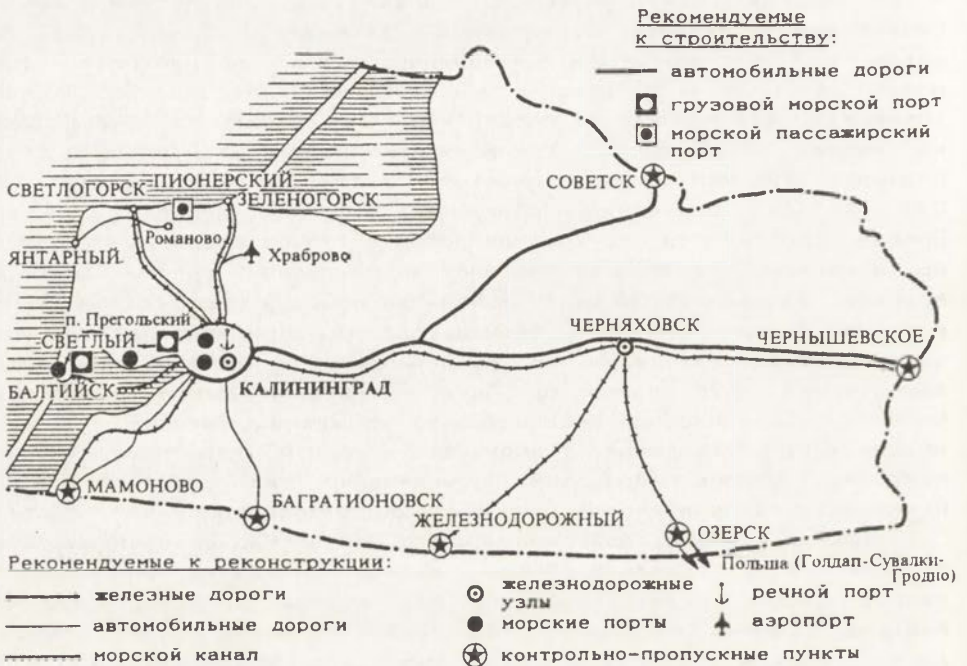 Рекомендуемые
к строительству:
автомобильные дороги
грузовой морской порт
морской пассажирский
порт
СОВЕТСК
СВЕТЛОГОРСК
ПИОНЕРСКИЙ
ЗЕЛЕНОГОРСК
Романово
ЯНТАРНЫЙ
Храброво
п. Прегольский
СВЕТЛЫЙ
ЧЕРНЯХОВСК
ЧЕРНЫШЕВСКОЕ
БАЛТИЙСК
КАЛИНИНГРАД
МАМОНОВО
БАГРАТИОНОВСК
ЖЕЛЕЗНОДОРОЖНЫЙ
ОЗЕРСК
Польша (Голдап-Сувалки-
Гродно)
Рекомендуемые к реконструкции:
железные дороги
автомобильные дороги
морской канал
железнодорожные
узлы
морские порты
контрольно-пропускные пункты
речной порт
аэропорт